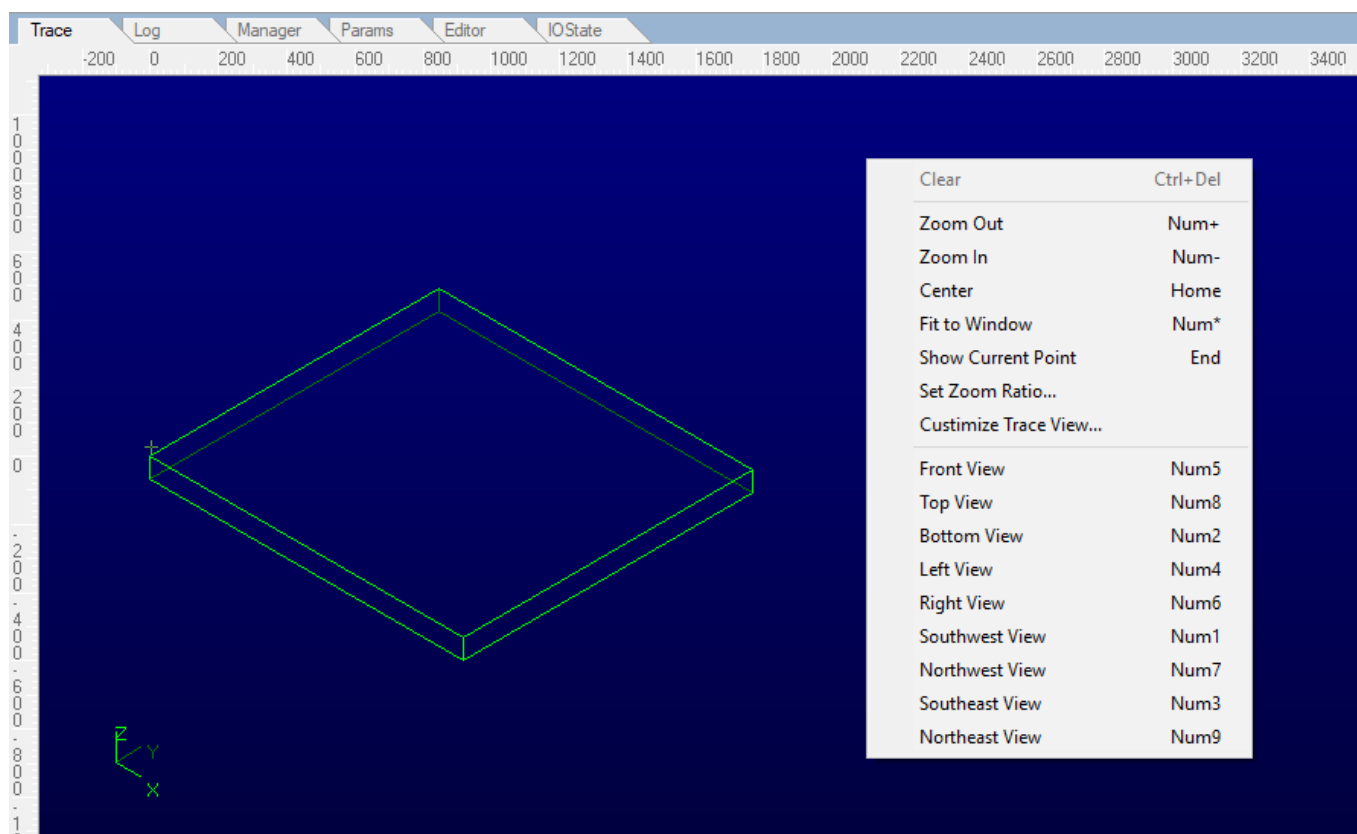 Trace Log Manager Params Editor IOState
-200 0 200 400 600 800 1000 1200 1400 1600 1800 2000 2200 2400 2600 2800 3000 3200 3400
1000
800
600
400
200
0
-200
-400
-600
-800
-1
Clear Ctrl+Del
Zoom Out Num+
Zoom In Num-
Center Home
Fit to Window Num*
Show Current Point End
Set Zoom Ratio...
Custimize Trace View...
Front View Num5
Top View Num8
Bottom View Num2
Left View Num4
Right View Num6
Southwest View Num1
Northwest View Num7
Southeast View Num3
Northeast View Num9
Z
Y
X